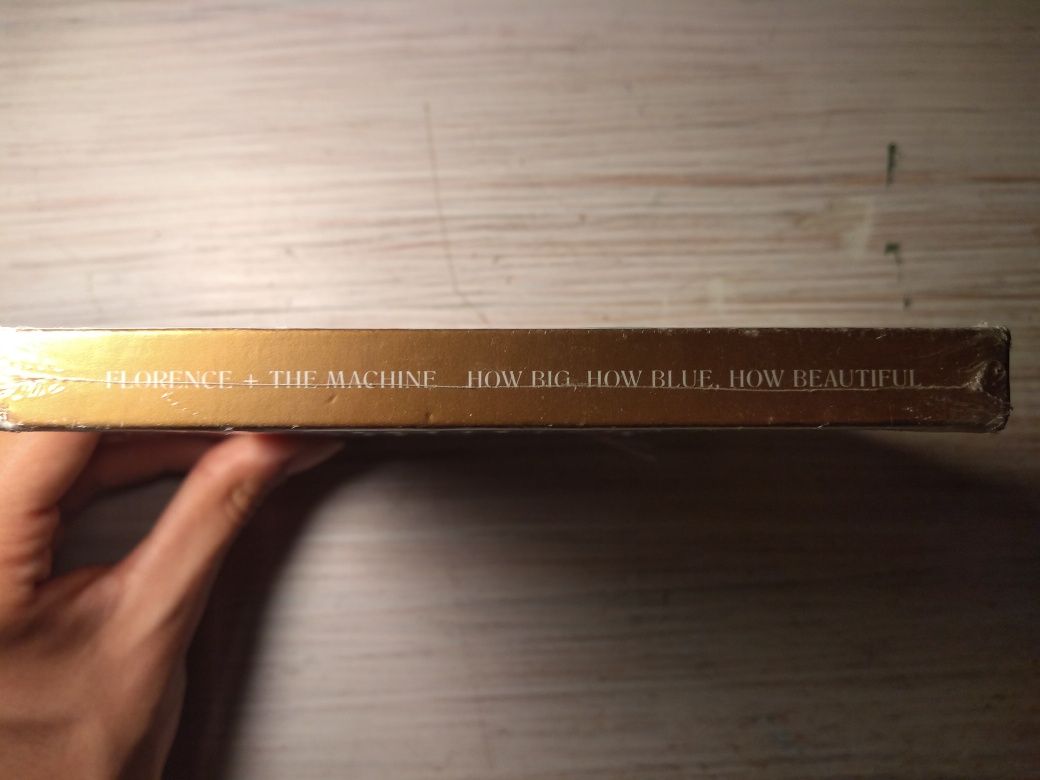 FLORENCE + THE MACHINE HOW BIG, HOW BLUE, HOW BEAUTIFUL